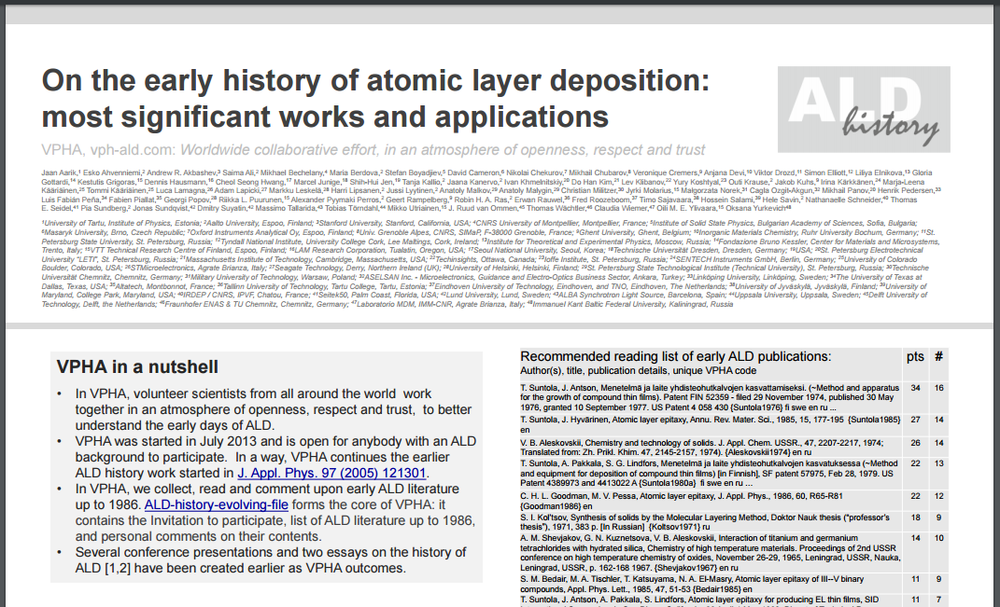 On the early history of atomic layer deposition:
most significant works and applications
ALD
history
VPHA, vph-ald.com: Worldwide collaborative effort, in an atmosphere of openness, respect and trust
Jaan Aarik,¹ Esko Ahvenniemi,² Andrew R. Akbashev,³ Saima Ali,² Mikhael Bechelany,⁴ Maria Berdova,² Stefan Boyadjiev,⁵ David Cameron,⁶ Nikolai Chekurov,⁷ Mikhail Chubarov,⁸ Veronique Cremers,⁹ Anjana Devi,¹⁰ Viktor Drozd,¹¹ Simon Elliott,¹² Liliya Elnikova,¹³ Gloria
Gottardi,¹⁴ Kestutis Grigoras,¹⁵ Dennis Hausmann,¹⁶ Cheol Seong Hwang,¹⁷ Marcel Junige,¹⁸ Shih-Hui Jen,¹⁹ Tanja Kallio,² Jaana Kanervo,² Ivan Khmelnitskiy,²⁰ Do Han Kim,²¹ Lev Klibanov,²² Yury Koshtyal,²³ Outi Krause,² Jakob Kuhs,⁹ Irina Kärkkänen,²⁴ Marja-Leena
Kääriäinen,²⁵ Tommi Kääriäinen,²⁵ Luca Lamagna,²⁶ Adam Łapicki,²⁷ Markku Leskelä,²⁸ Harri Lipsanen,² Jussi Lyytinen,² Anatoly Malkov,²⁹ Anatoly Malygin,²⁹ Christian Militzer,³⁰ Jyrki Molarius,¹⁵ Małgorzata Norek,³¹ Çağla Özgit-Akgün,³² Mikhail Panov,²⁹ Henrik Pedersen,³³
Luis Fabián Peña,³⁴ Fabien Piallat,³⁵ Georgi Popov,²⁸ Riikka L. Puurunen,¹⁵ Alexander Pyymaki Perros,² Geert Rampelberg,⁹ Robin H. A. Ras,² Erwan Rauwel,³⁶ Fred Roozeboom,³⁷ Timo Sajavaara,³⁸ Hossein Salami,³⁹ Hele Savin,² Nathanaelle Schneider,⁴⁰ Thomas
E. Seidel,⁴¹ Pia Sundberg,² Jonas Sundqvist,⁴² Dmitry Suyatin,⁴² Massimo Tallarida,⁴³ Tobias Törndahl,⁴⁴ Mikko Utriainen,¹⁵ J. Ruud van Ommen,⁴⁵ Thomas Wächtler,⁴⁶ Claudia Wiemer,⁴⁷ Oili M. E. Ylivaara,¹⁵ Oksana Yurkevich⁴⁸
¹University of Tartu, Institute of Physics, Estonia; ²Aalto University, Espoo, Finland; ³Stanford University, Stanford, California, USA; ⁴CNRS University of Montpellier, Montpellier, France; ⁵Institute of Solid State Physics, Bulgarian Academy of Sciences, Sofia, Bulgaria;
⁶Masaryk University, Brno, Czech Republic; ⁷Oxford Instruments Analytical Oy, Espoo, Finland; ⁸Univ. Grenoble Alpes, CNRS, SIMaP, F-38000 Grenoble, France; ⁹Ghent University, Ghent, Belgium; ¹⁰Inorganic Materials Chemistry, Ruhr University Bochum, Germany; ¹¹St.
Petersburg State University, St. Petersburg, Russia; ¹²Tyndall National Institute, University College Cork, Lee Maltings, Cork, Ireland; ¹³Institute for Theoretical and Experimental Physics, Moscow, Russia; ¹⁴Fondazione Bruno Kessler, Center for Materials and Microsystems,
Trento, Italy; ¹⁵VTT Technical Research Centre of Finland, Espoo, Finland; ¹⁶LAM Research Corporation, Tualatin, Oregon, USA; ¹⁷Seoul National University, Seoul, Korea; ¹⁸Technische Universität Dresden, Dresden, Germany; ¹⁹USA; ²⁰St. Petersburg Electrotechnical
University "LETI", St. Petersburg, Russia; ²¹Massachusetts Institute of Technology, Cambridge, Massachusetts, USA; ²²Techinsights, Ottawa, Canada; ²³Ioffe Institute, St. Petersburg, Russia; ²⁴SENTECH Instruments GmbH, Berlin, Germany; ²⁵University of Colorado
Boulder, Colorado, USA; ²⁶STMicroelectronics, Agrate Brianza, Italy; ²⁷Seagate Technology, Derry, Northern Ireland (UK); ²⁸University of Helsinki, Helsinki, Finland; ²⁹St. Petersburg State Technological Institute (Technical University), St. Petersburg, Russia; ³⁰Technische
Universität Chemnitz, Chemnitz, Germany; ³¹Military University of Technology, Warsaw, Poland; ³²ASELSAN Inc. - Microelectronics, Guidance and Electro-Optics Business Sector, Ankara, Turkey; ³³Linköping University, Linköping, Sweden; ³⁴The University of Texas at
Dallas, Texas, USA; ³⁵Altatech, Montbonnot, France; ³⁶Tallinn University of Technology, Tartu College, Tartu, Estonia; ³⁷Eindhoven University of Technology, Eindhoven, and TNO, Eindhoven, The Netherlands; ³⁸University of Jyväskylä, Jyväskylä, Finland; ³⁹University of
Maryland, College Park, Maryland, USA; ⁴⁰IRDEP / CNRS, IPVF, Chatou, France; ⁴¹Seitek50, Palm Coast, Florida, USA; ⁴²Lund University, Lund, Sweden; ⁴³ALBA Synchrotron Light Source, Barcelona, Spain; ⁴⁴Uppsala University, Uppsala, Sweden; ⁴⁵Delft University of
Technology, Delft, the Netherlands; ⁴⁶Fraunhofer ENAS & TU Chemnitz, Chemnitz, Germany; ⁴⁷Laboratorio MDM, IMM-CNR, Agrate Brianza, Italy; ⁴⁸Immanuel Kant Baltic Federal University, Kaliningrad, Russia
VPHA in a nutshell
• In VPHA, volunteer scientists from all around the world work
together in an atmosphere of openness, respect and trust, to better
understand the early days of ALD.
• VPHA was started in July 2013 and is open for anybody with an ALD
background to participate. In a way, VPHA continues the earlier
ALD history work started in J. Appl. Phys. 97 (2005) 121301.
• In VPHA, we collect, read and comment upon early ALD literature
up to 1986. ALD-history-evolving-file forms the core of VPHA: it
contains the Invitation to participate, list of ALD literature up to 1986,
and personal comments on their contents.
• Several conference presentations and two essays on the history of
ALD [1,2] have been created earlier as VPHA outcomes.
Recommended reading list of early ALD publications: pts #
Author(s), title, publication details, unique VPHA code
T. Suntola, J. Antson, Menetelmä ja laite yhdisteohutkalvojen kasvattamiseksi. (~Method and apparatus 34 16
for the growth of compound thin films). Patent FIN 52359 - filed 29 November 1974, published 30 May
1976, granted 10 September 1977. US Patent 4 058 430 {Suntola1976} fi swe en ru ...
T. Suntola, J. Hyvärinen, Atomic layer epitaxy, Annu. Rev. Mater. Sci., 1985, 15, 177-195 {Suntola1985} 27 14
en
V. B. Aleskovskii, Chemistry and technology of solids. J. Appl. Chem. USSR., 47, 2207-2217, 1974; 26 14
Translated from: Zh. Prikl. Khim. 47, 2145-2157, 1974). {Aleskovskii1974} en ru
T. Suntola, A. Pakkala, S. G. Lindfors, Menetelmä ja laite yhdisteohutkalvojen kasvatuksessa (~Method 22 13
and equipment for deposition of compound thin films) [in Finnish], SF patent 57975, Feb 28, 1979. US
Patent 4389973 and 4413022 A {Suntola1980a} fi swe en ru ...
C. H. L. Goodman, M. V. Pessa, Atomic layer epitaxy, J. Appl. Phys., 1986, 60, R65-R81 22 12
{Goodman1986} en
S. I. Kol'tsov, Synthesis of solids by the Molecular Layering Method, Doktor Nauk thesis ("professor's 18 9
thesis"), 1971, 383 p. [In Russian] {Koltsov1971} ru
A. M. Shevjakov, G. N. Kuznetsova, V. B. Aleskovskii, Interaction of titanium and germanium 14 10
tetrachlorides with hydrated silica, Chemistry of high temperature materials. Proceedings of 2nd USSR
conference on high temperature chemistry of oxides, November 26-29, 1965, Leningrad, USSR, Nauka,
Leningrad, USSR, p. 162-168 1967. {Shevjakov1967} en ru
S. M. Bedair, M. A. Tischler, T. Katsuyama, N. A. El-Masry, Atomic layer epitaxy of III--V binary 11 9
compounds, Appl. Phys. Lett., 1985, 47, 51-53 {Bedair1985} en
T. Suntola, J. Antson, A. Pakkala, S. Lindfors, Atomic layer epitaxy for producing EL thin films, SID 11 7